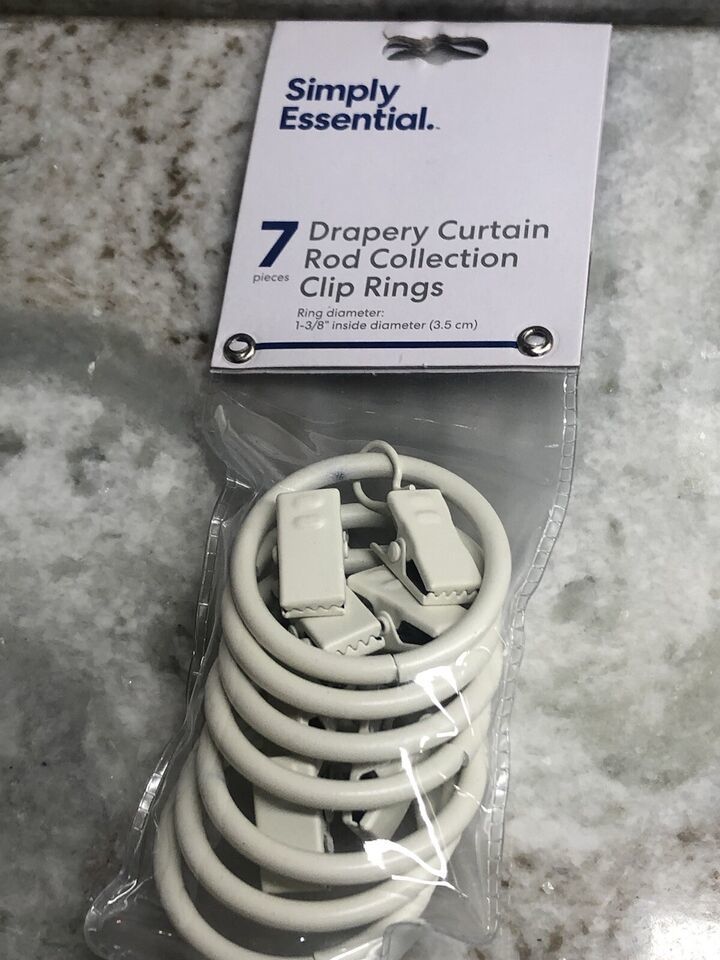 Simply
Essential.™
7 pieces
Drapery Curtain
Rod Collection
Clip Rings
Ring diameter:
1-3/8" inside diameter (3.5 cm)